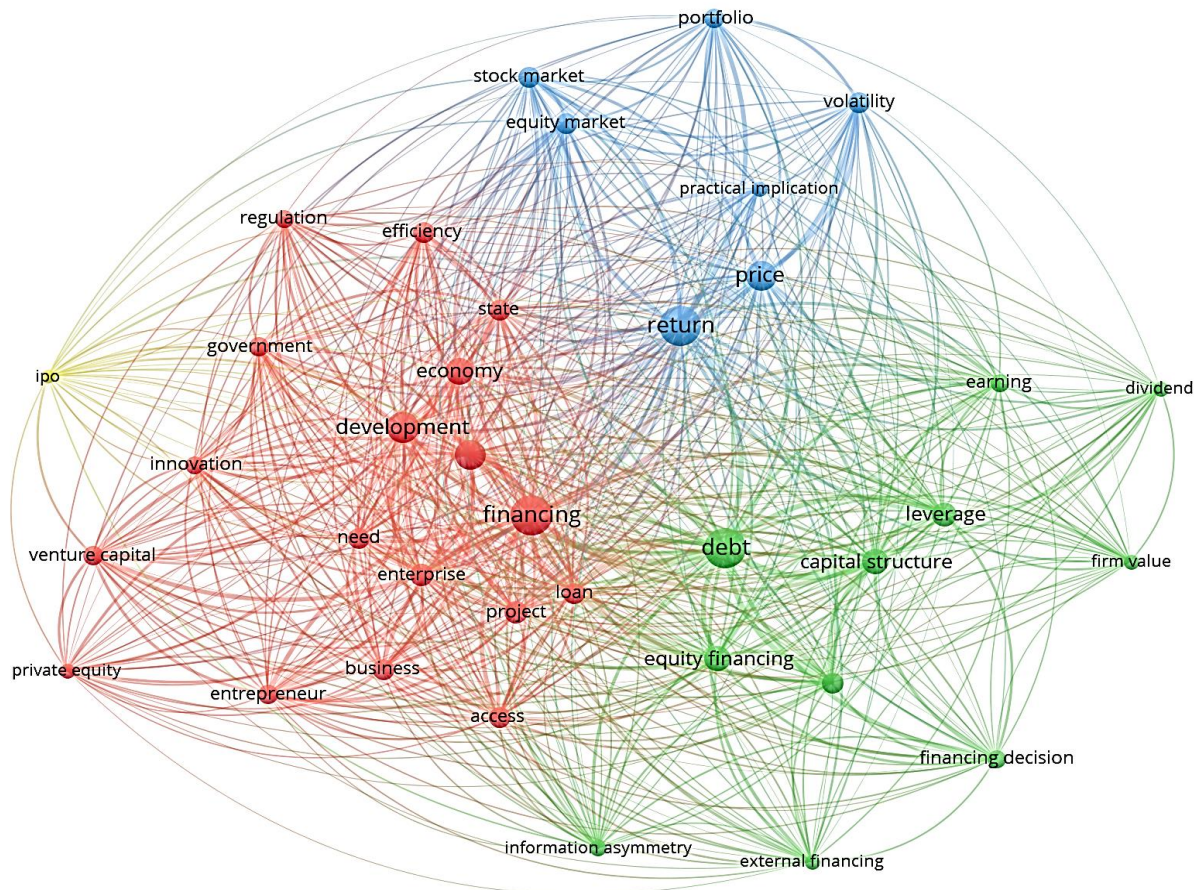 portfolio
stock market
volatility
equity market
practical implication
regulation
efficiency
price
state
return
government
economy
ipo
earning
dividend
development
innovation
financing
leverage
need
debt
venture capital
capital structure
firm value
enterprise
loan
project
equity financing
private equity
business
entrepreneur
access
financing decision
information asymmetry
external financing